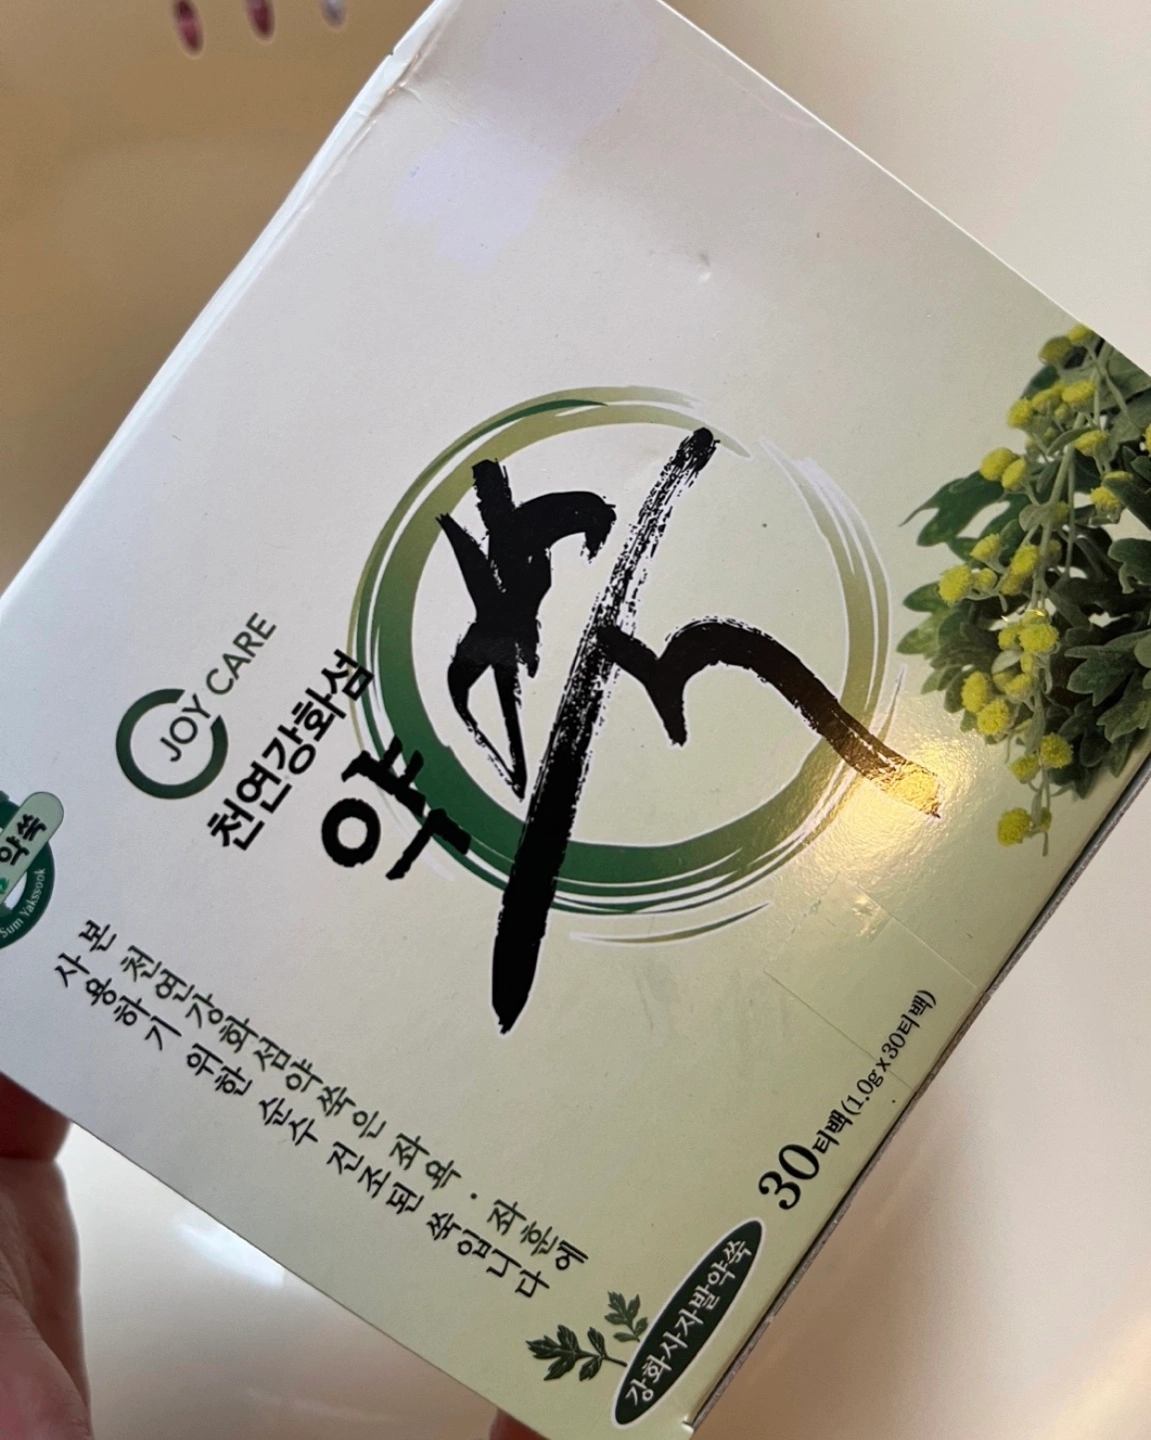 JOY CARE
천연강화섬
약쑥
약쑥
Sum Yakssook
본 천연강화섬약쑥은 좌욕·좌훈에
사용하기 위한 순수 건조된 쑥입니다
30티백(1.0g x 30티백)
강화사자발약쑥